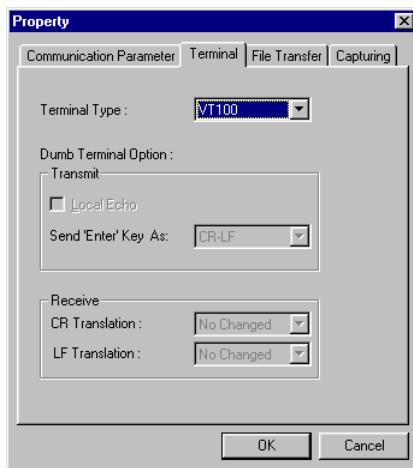 Property
Communication Parameter Terminal File Transfer Capturing
Terminal Type : VT100
Dumb Terminal Option :
Transmit
Local Echo
Send 'Enter' Key As: CR-LF
Receive
CR Translation : No Changed
LF Translation : No Changed
OK Cancel